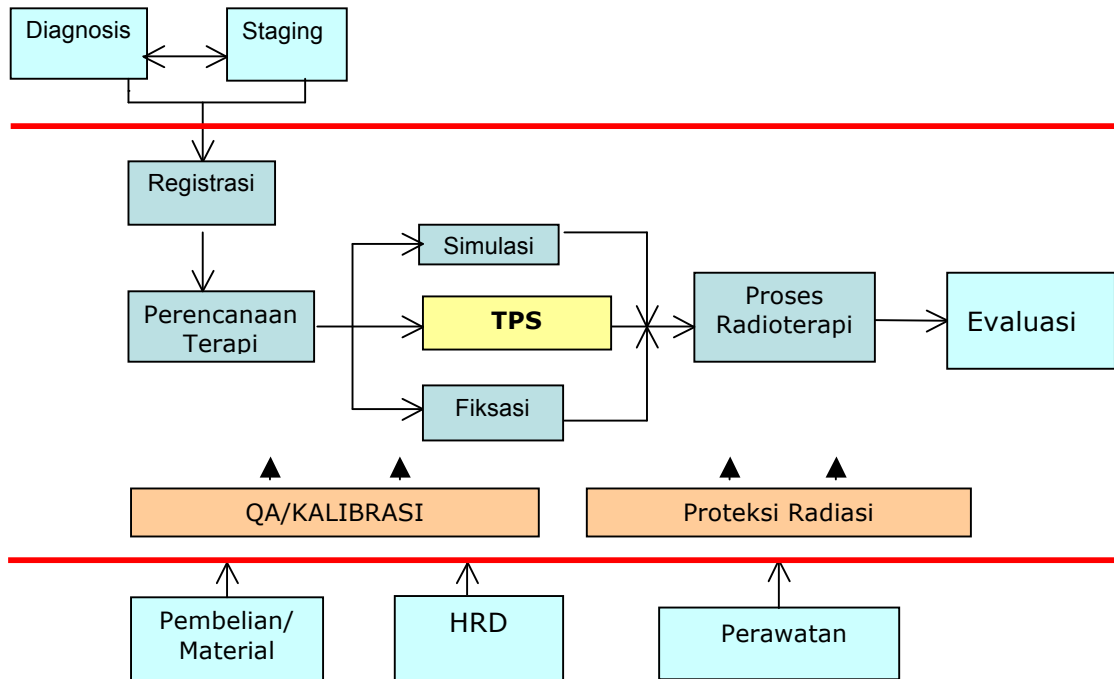 Diagnosis
Staging
Registrasi
Perencanaan
Terapi
Simulasi
TPS
Fiksasi
Proses
Radioterapi
Evaluasi
QA/KALIBRASI
Proteksi Radiasi
Pembelian/
Material
HRD
Perawatan